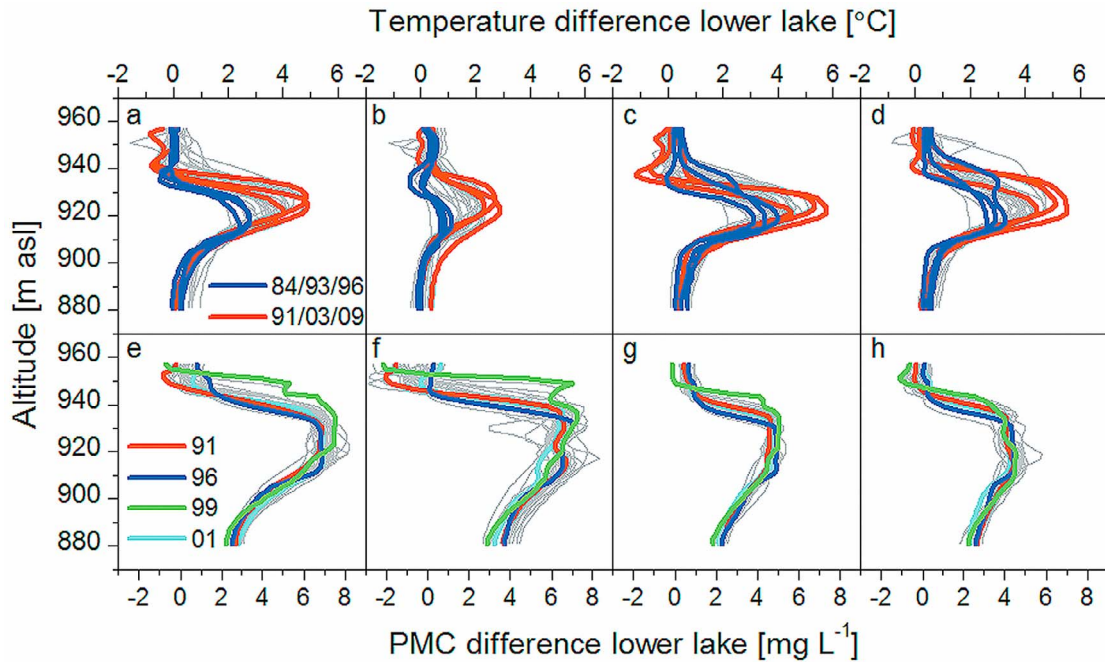 Temperature difference lower lake [°C]
-2 0 2 4 6 -2 0 2 4 6 -2 0 2 4 6 -2 0 2 4 6
Altitude [m asl]
960 940 920 900 880
a b c d
84/93/96
91/03/09
960 940 920 900 880
e f g h
91
96
99
01
-2 0 2 4 6 8 -2 0 2 4 6 8 -2 0 2 4 6 8 -2 0 2 4 6 8
PMC difference lower lake [mg L⁻¹]